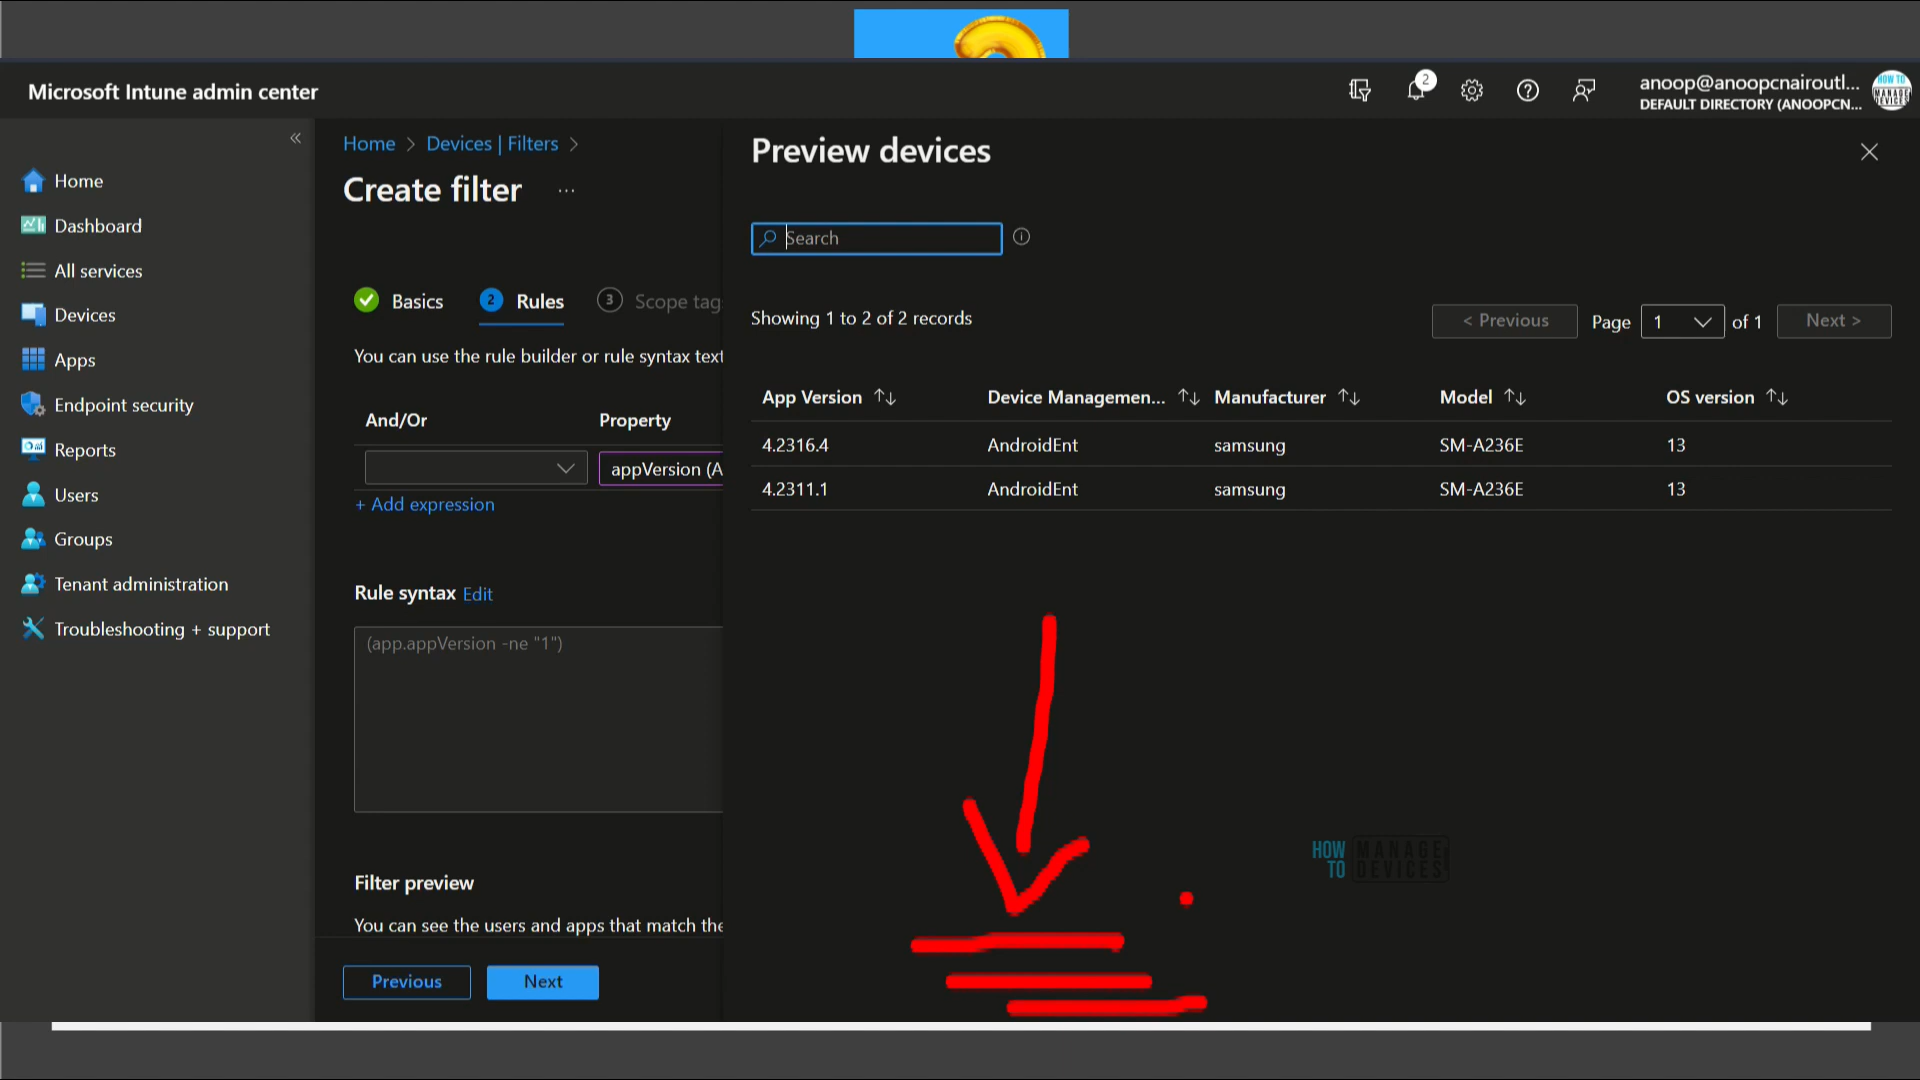 Microsoft Intune admin center
2
anoop@anoopcnairoutl...
DEFAULT DIRECTORY (ANOOPCN...
HOW TO
MANAGE
DEVICES
«
Home
Dashboard
All services
Devices
Apps
Endpoint security
Reports
Users
Groups
Tenant administration
Troubleshooting + support
Home > Devices | Filters >
Create filter ...
Basics
2 Rules
3 Scope tag
You can use the rule builder or rule syntax text
And/Or Property
appVersion (A
+ Add expression
Rule syntax Edit
(app.appVersion -ne "1")
Filter preview
You can see the users and apps that match the
Previous
Next
Preview devices
Search
Showing 1 to 2 of 2 records
< Previous Page 1 of 1 Next >
App Version Device Managemen... Manufacturer Model OS version
4.2316.4 AndroidEnt samsung SM-A236E 13
4.2311.1 AndroidEnt samsung SM-A236E 13
HOW MANAGE
TO DEVICES